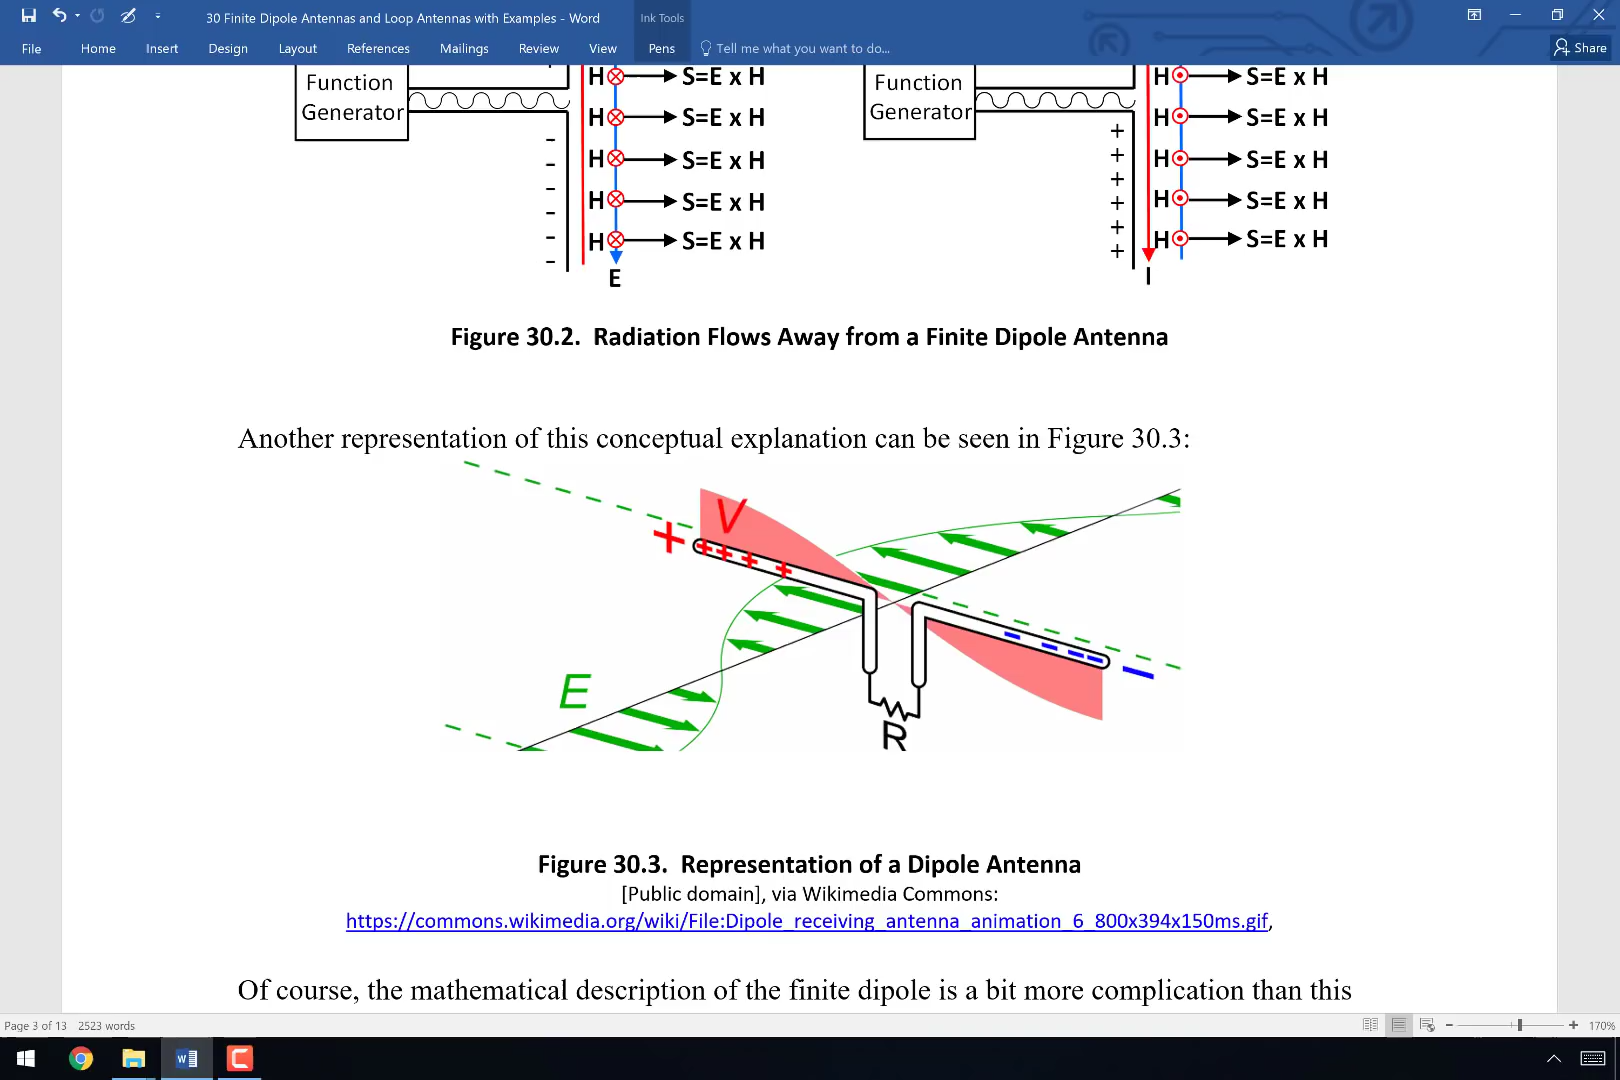 30 Finite Dipole Antennas and Loop Antennas with Examples - Word
Ink Tools
File Home Insert Design Layout References Mailings Review View Pens Tell me what you want to do... Share
Function
Generator
H S=E x H
H S=E x H
H S=E x H
H S=E x H
H S=E x H
- - - - - -
E
Function
Generator
+ + + + + +
H S=E x H
H S=E x H
H S=E x H
H S=E x H
H S=E x H
I
Figure 30.2. Radiation Flows Away from a Finite Dipole Antenna
Another representation of this conceptual explanation can be seen in Figure 30.3:
V
+
+ + + +
E
- - - -
-
R
Figure 30.3. Representation of a Dipole Antenna
[Public domain], via Wikimedia Commons:
https://commons.wikimedia.org/wiki/File:Dipole_receiving_antenna_animation_6_800x394x150ms.gif,
Of course, the mathematical description of the finite dipole is a bit more complication than this
Page 3 of 13 2523 words
170%